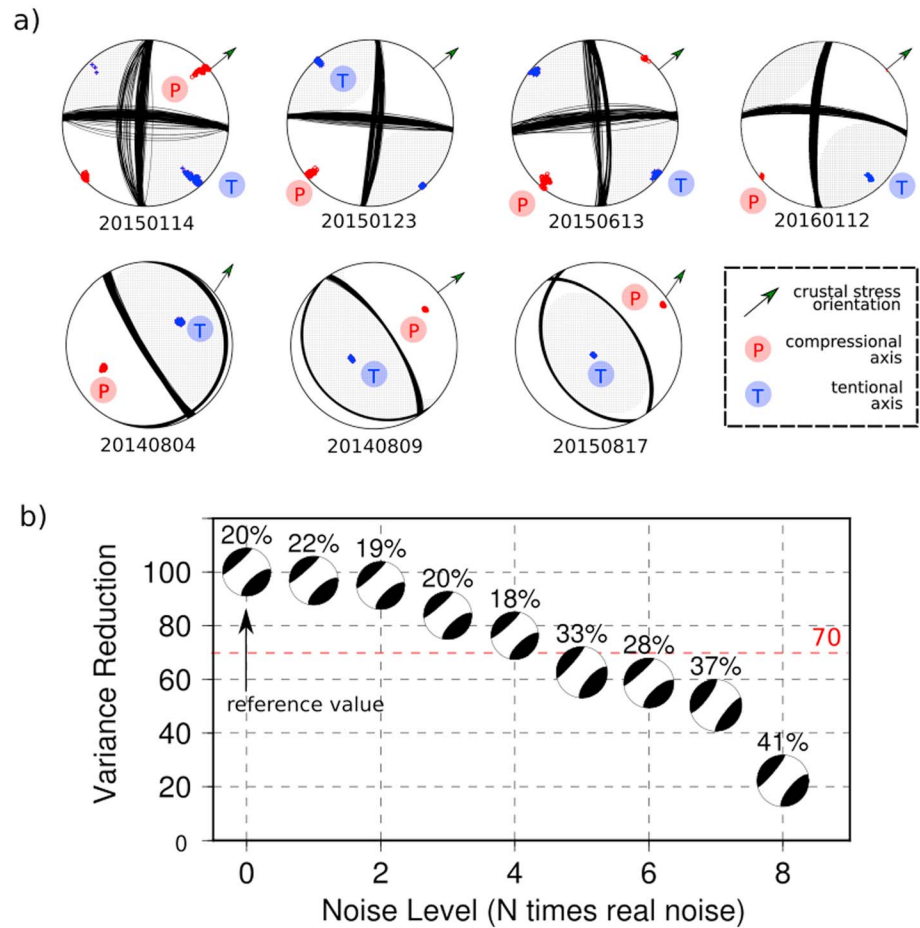 a)
P
T
20150114
T
P
20150123
P
T
20150613
P
T
20160112
T
P
20140804
P
T
20140809
P
T
20150817
crustal stress
orientation
P
compressional
axis
T
tentional
axis
b)
Variance Reduction
100
80
60
40
20
0
20%
22%
19%
20%
18%
33%
28%
37%
41%
70
reference value
0 2 4 6 8
Noise Level (N times real noise)